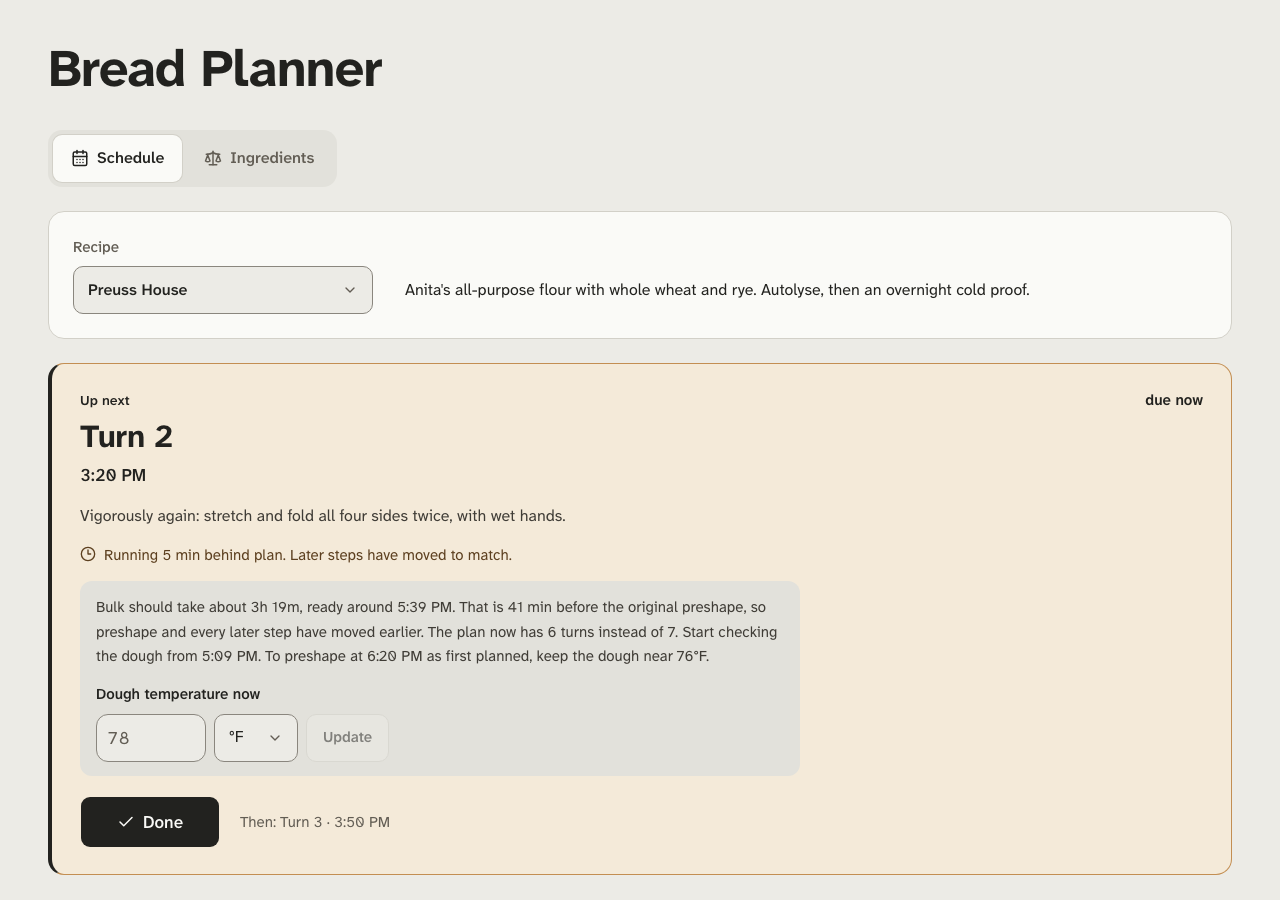 Bread Planner
Schedule
Ingredients
Recipe
Preuss House
Anita's all-purpose flour with whole wheat and rye. Autolyse, then an overnight cold proof.
Up next
due now
Turn 2
3:20 PM
Vigorously again: stretch and fold all four sides twice, with wet hands.
Running 5 min behind plan. Later steps have moved to match.
Bulk should take about 3h 19m, ready around 5:39 PM. That is 41 min before the original preshape, so
preshape and every later step have moved earlier. The plan now has 6 turns instead of 7. Start checking
the dough from 5:09 PM. To preshape at 6:20 PM as first planned, keep the dough near 76°F.
Dough temperature now
78
°F
Update
Done
Then: Turn 3 · 3:50 PM